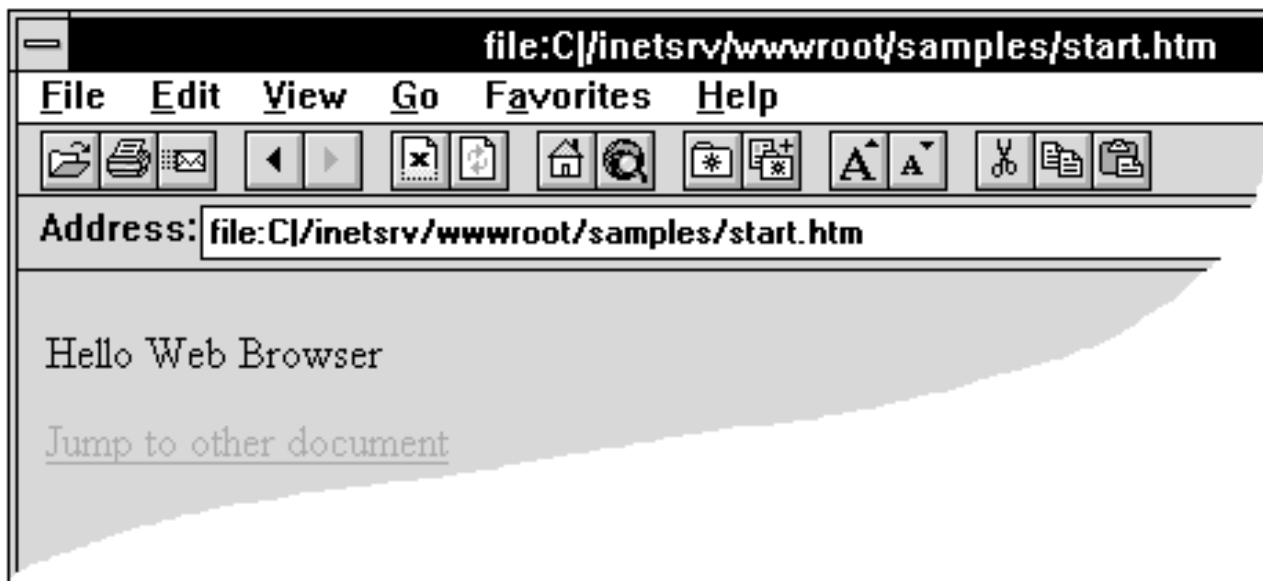 file:C|/inetsrv/wwwroot/samples/start.htm
File Edit View Go Favorites Help
A A
Address: file:C|/inetsrv/wwwroot/samples/start.htm
Hello Web Browser
Jump to other document